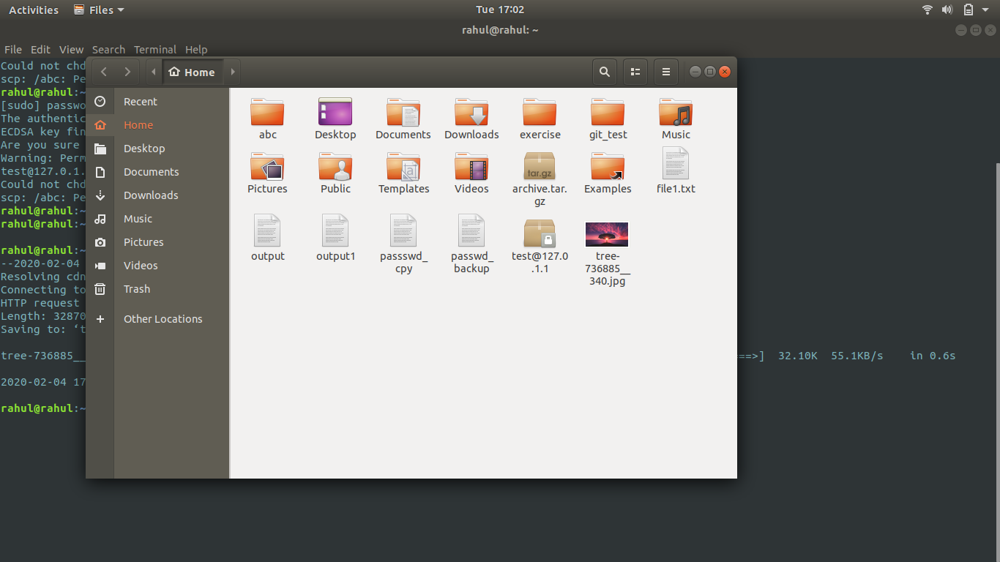 Activities Files Tue 17:02
rahul@rahul: ~
File Edit View Search Terminal Help
Could not chd
scp: /abc: Pe
rahul@rahul:~
[sudo] passwo
The authentic
ECDSA key fin
Are you sure
Warning: Perm
test@127.0.1.
Could not chd
scp: /abc: Pe
rahul@rahul:~
rahul@rahul:~
rahul@rahul:~
--2020-02-04
Resolving cdn
Connecting to
HTTP request
Length: 32870
Saving to: ‘t
tree-736885__ ==>] 32.10K 55.1KB/s in 0.6s
2020-02-04 17
rahul@rahul:~
Home
Recent
Home
Desktop
Documents
Downloads
Music
Pictures
Videos
Trash
Other Locations
abc Desktop Documents Downloads exercise git_test Music
Pictures Public Templates Videos archive.tar. Examples file1.txt
gz
output output1 passswd_ passwd_ test@127.0 tree-
cpy backup .1.1 736885__
340.jpg
tar.gz